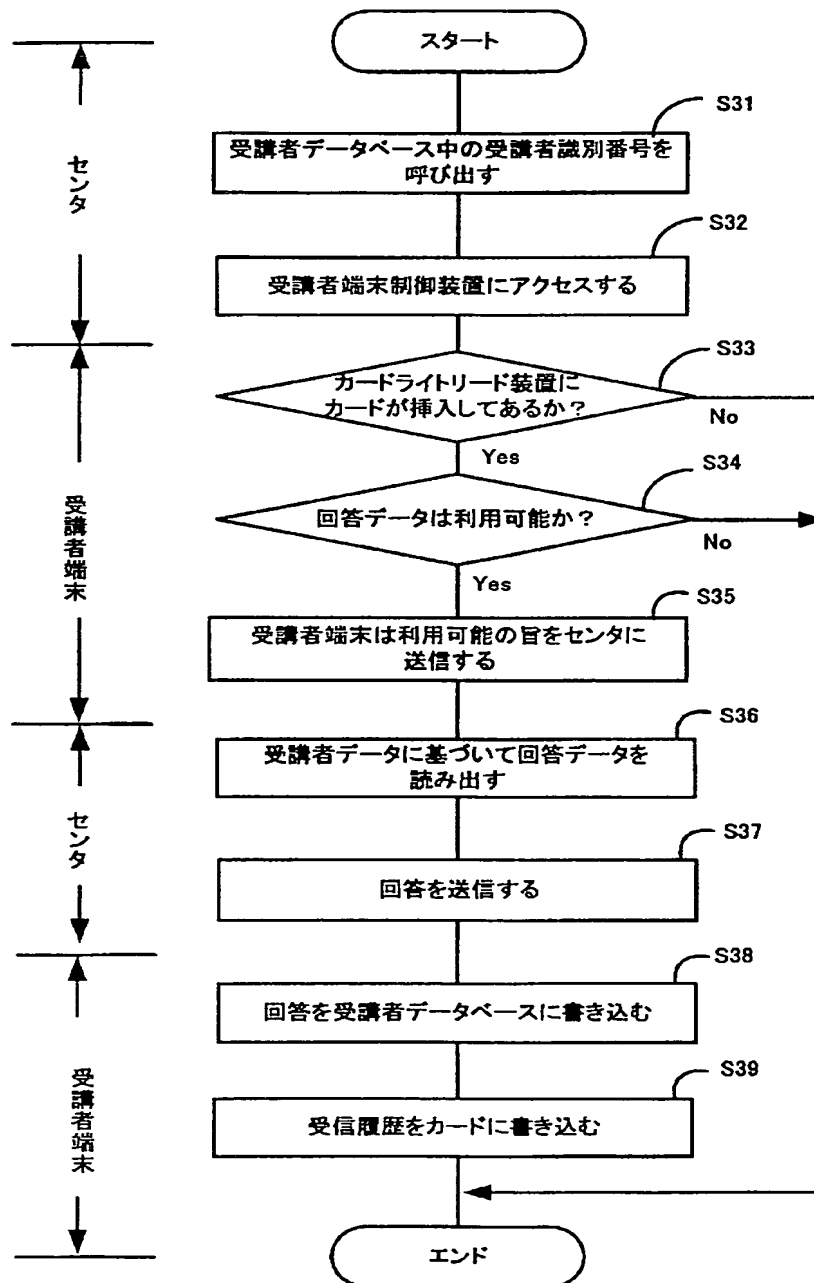 スタート
S31
受講者データベース中の受講者識別番号を
呼び出す
センタ
S32
受講者端末制御装置にアクセスする
S33
カードライトリード装置に
カードが挿入してあるか？
No
Yes
S34
回答データは利用可能か？
No
Yes
受講者端末
S35
受講者端末は利用可能の旨をセンタに
送信する
S36
受講者データに基づいて回答データを
読み出す
センタ
S37
回答を送信する
S38
回答を受講者データベースに書き込む
S39
受信履歴をカードに書き込む
受講者端末
エンド